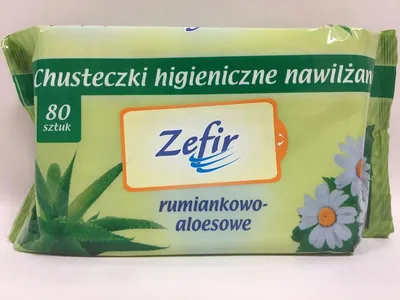 Chusteczki higieniczne nawilżan
80
sztuk
Zefir
rumiankowo-
aloesowe